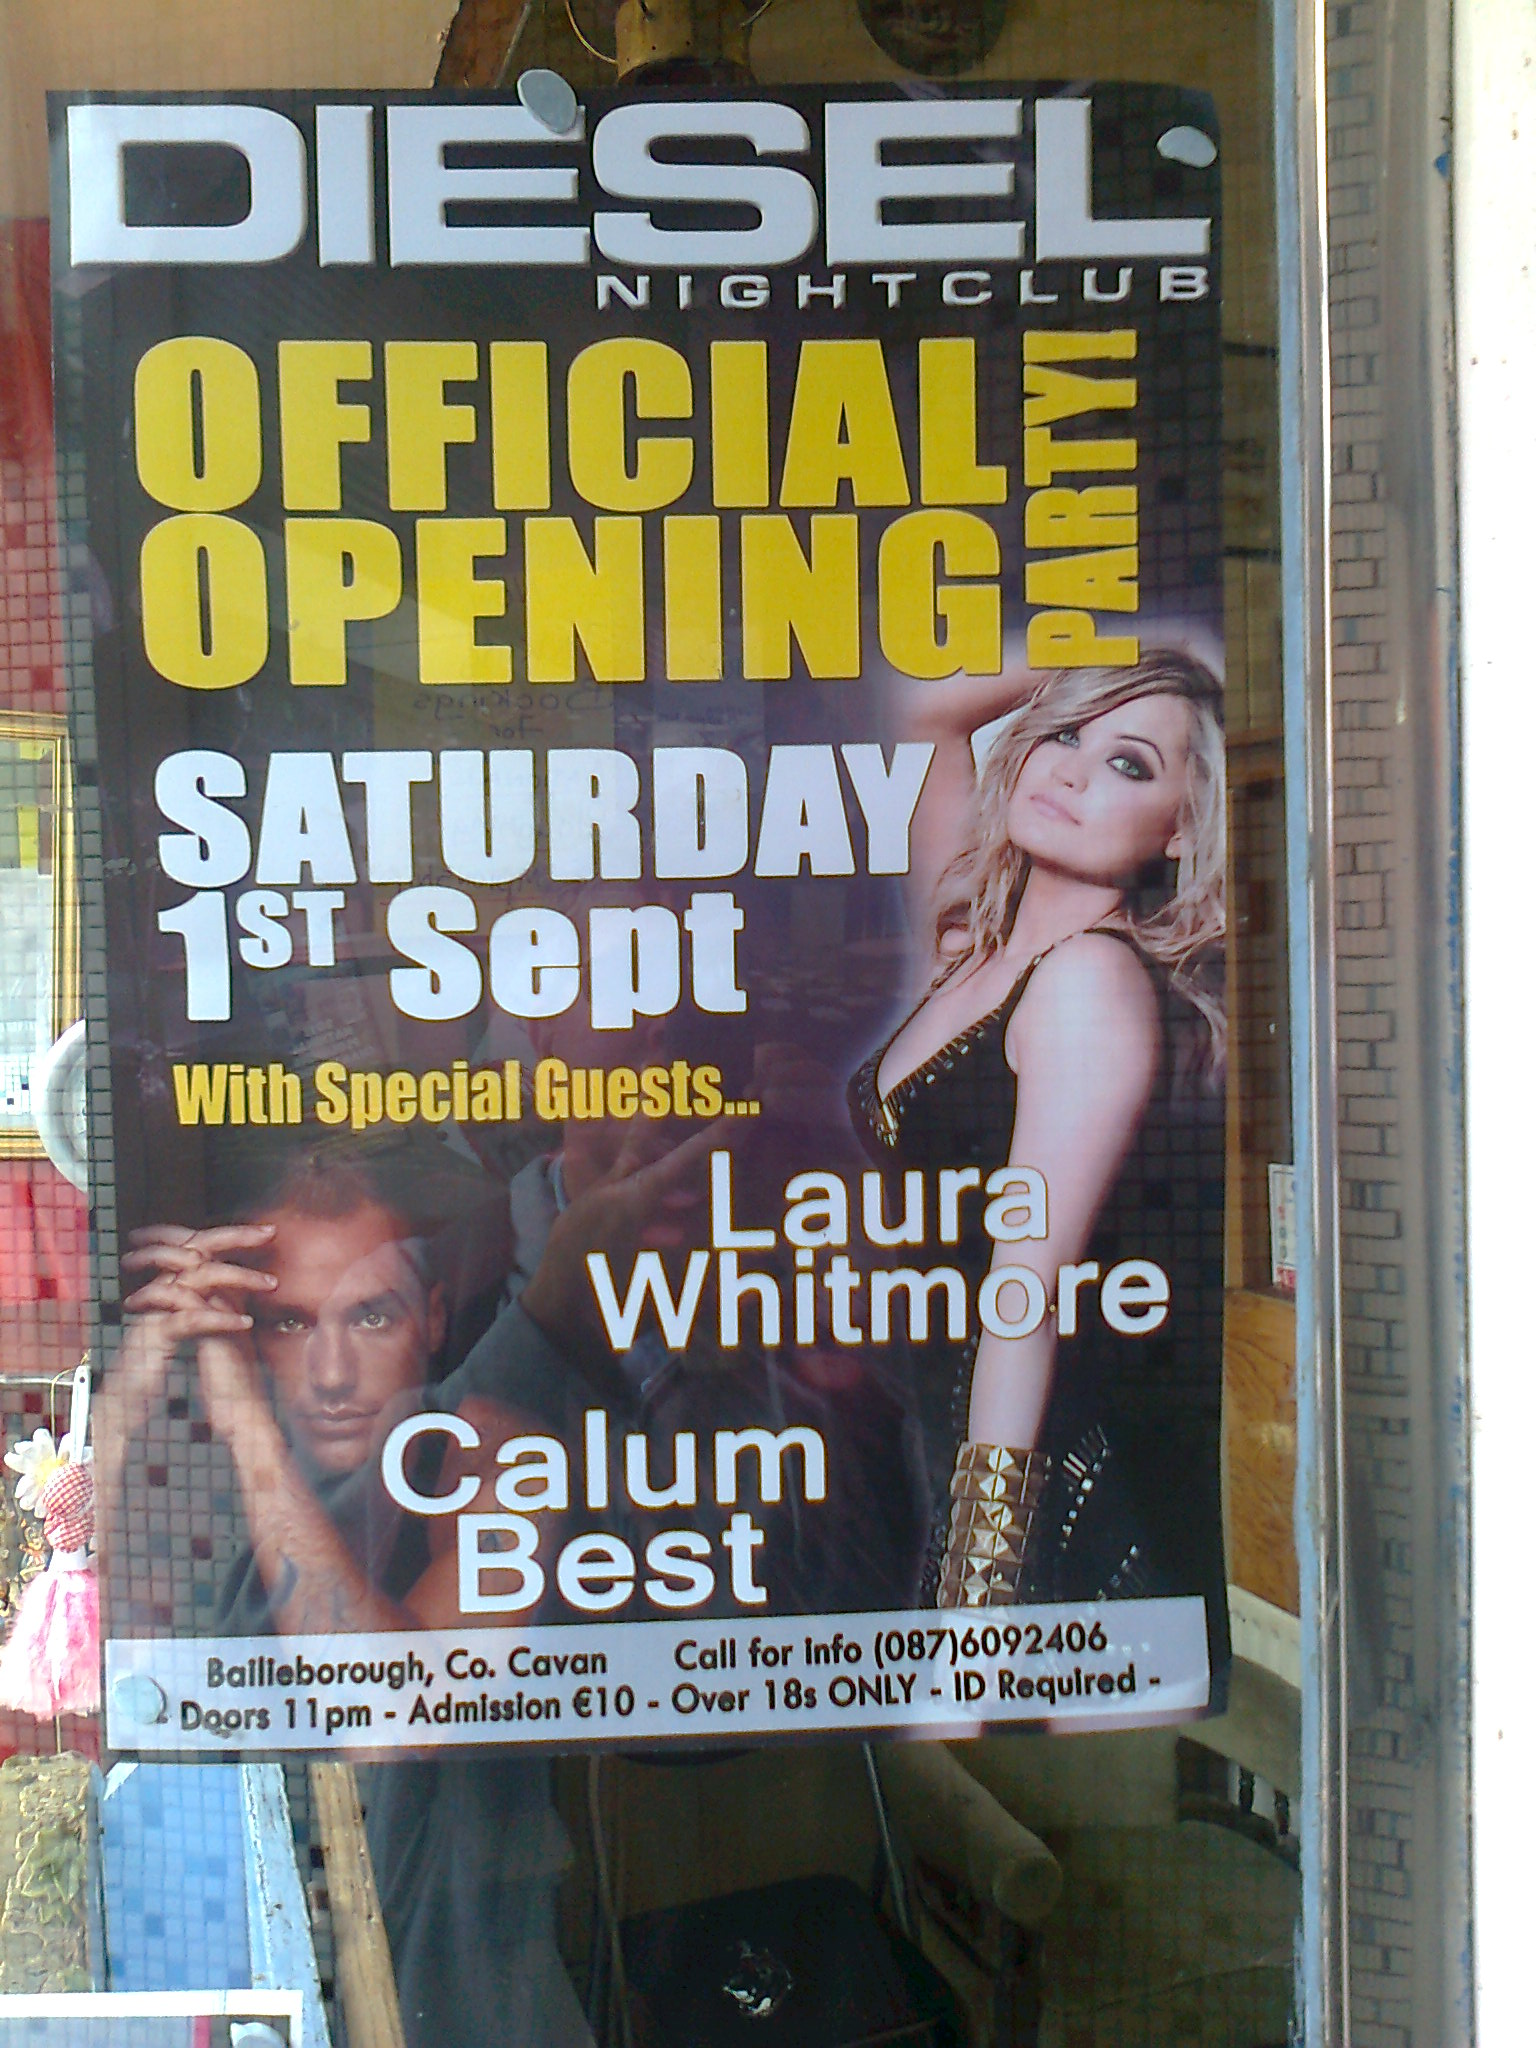 DIESEL
NIGHTCLUB
OFFICIAL
OPENING
PARTY!
SATURDAY
1ST Sept
With Special Guests...
Laura
Whitmore
Calum
Best
Bailieborough, Co. Cavan Call for info (087)6092406
- Doors 11pm - Admission €10 - Over 18s ONLY - ID Required -